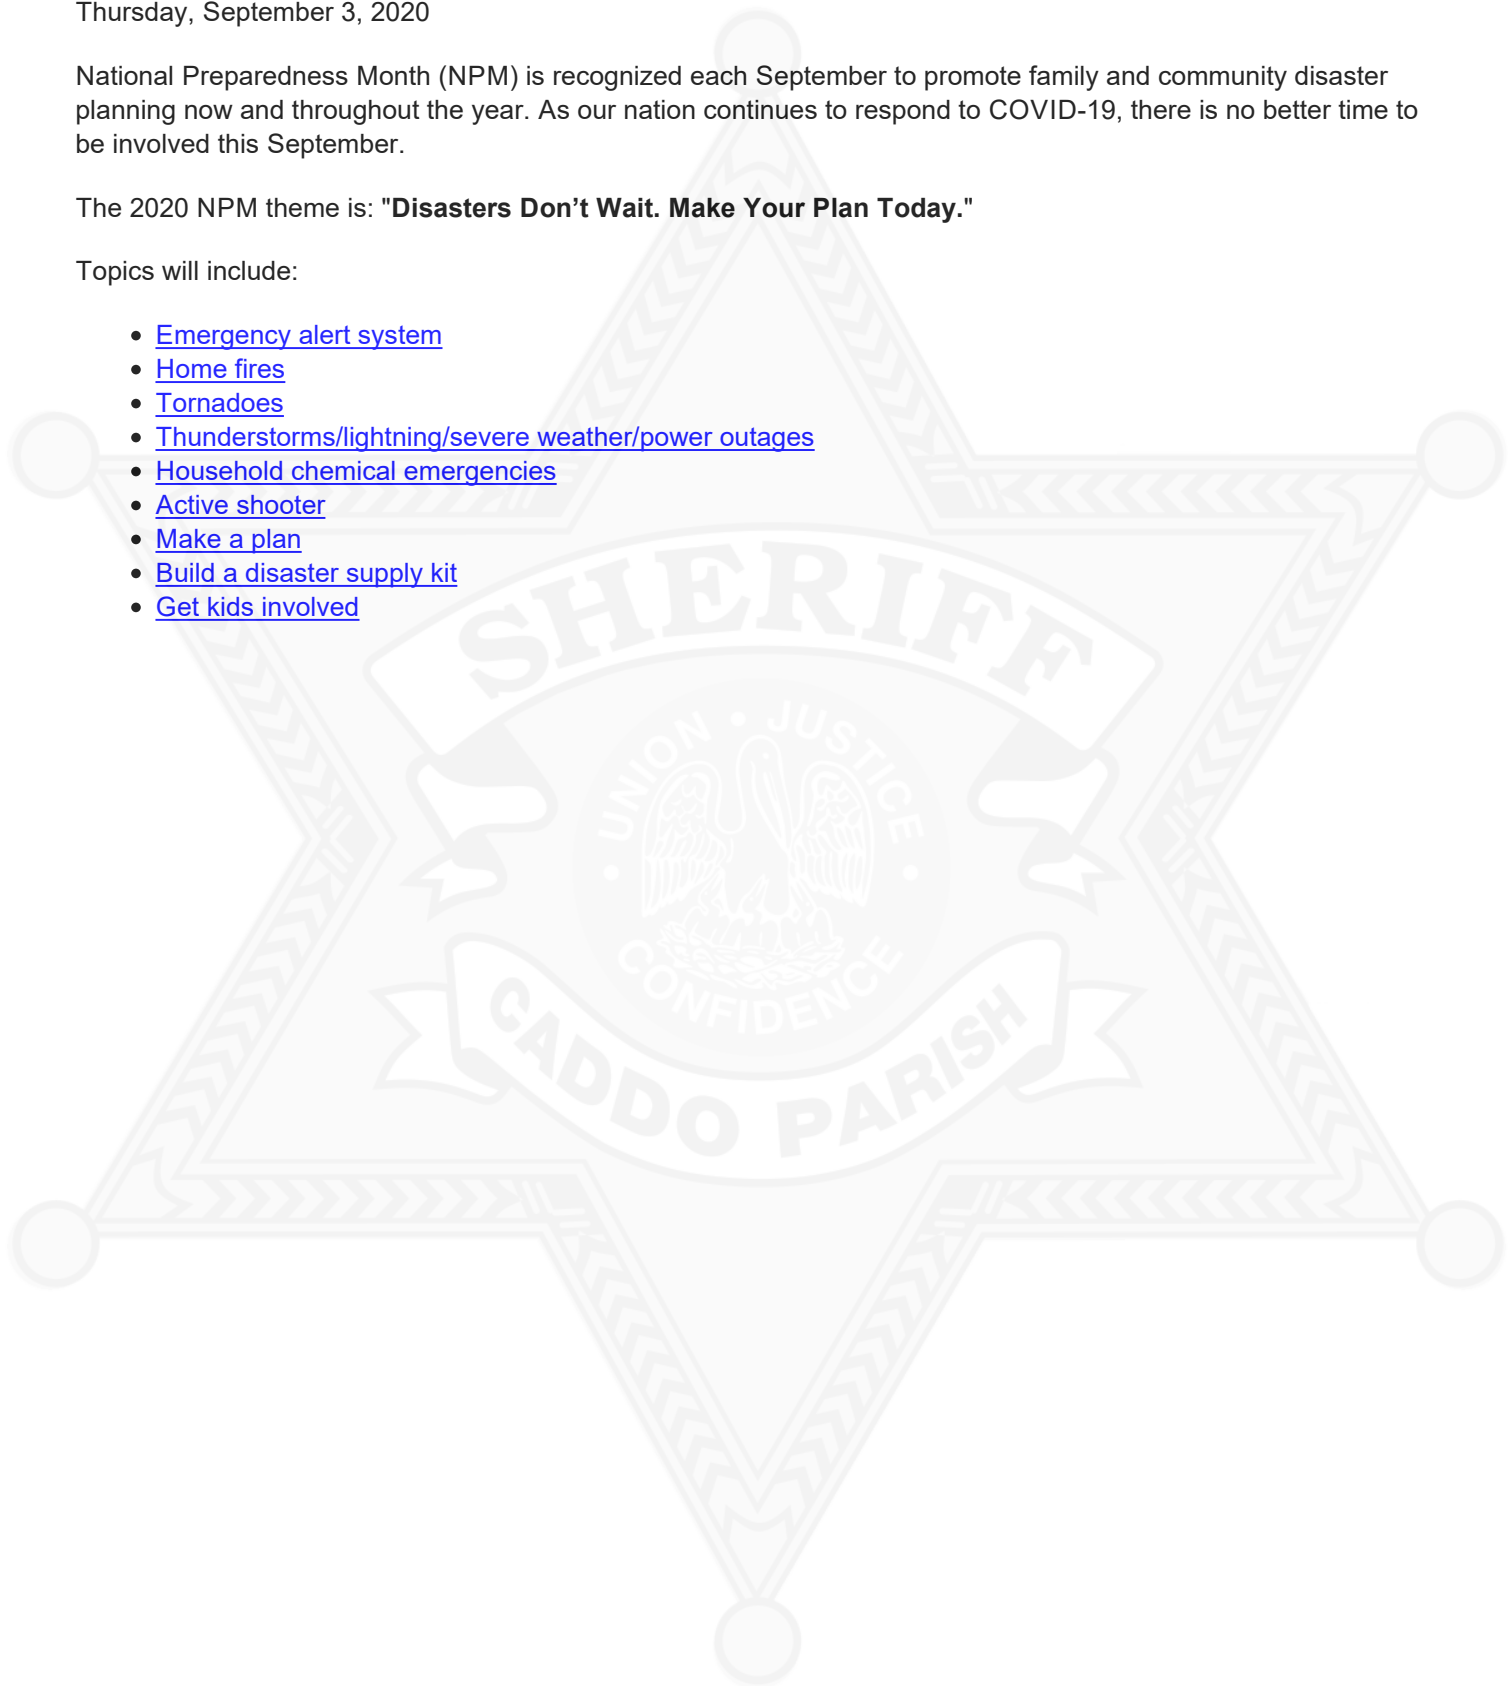 Thursday, September 3, 2020
National Preparedness Month (NPM) is recognized each September to promote family and community disaster
planning now and throughout the year. As our nation continues to respond to COVID-19, there is no better time to
be involved this September.
The 2020 NPM theme is: "Disasters Don’t Wait. Make Your Plan Today."
Topics will include:
• Emergency alert system
• Home fires
• Tornadoes
• Thunderstorms/lightning/severe weather/power outages
• Household chemical emergencies
• Active shooter
• Make a plan
• Build a disaster supply kit
• Get kids involved
SHERIFF
UNION • JUSTICE
• CONFIDENCE •
CADDO PARISH